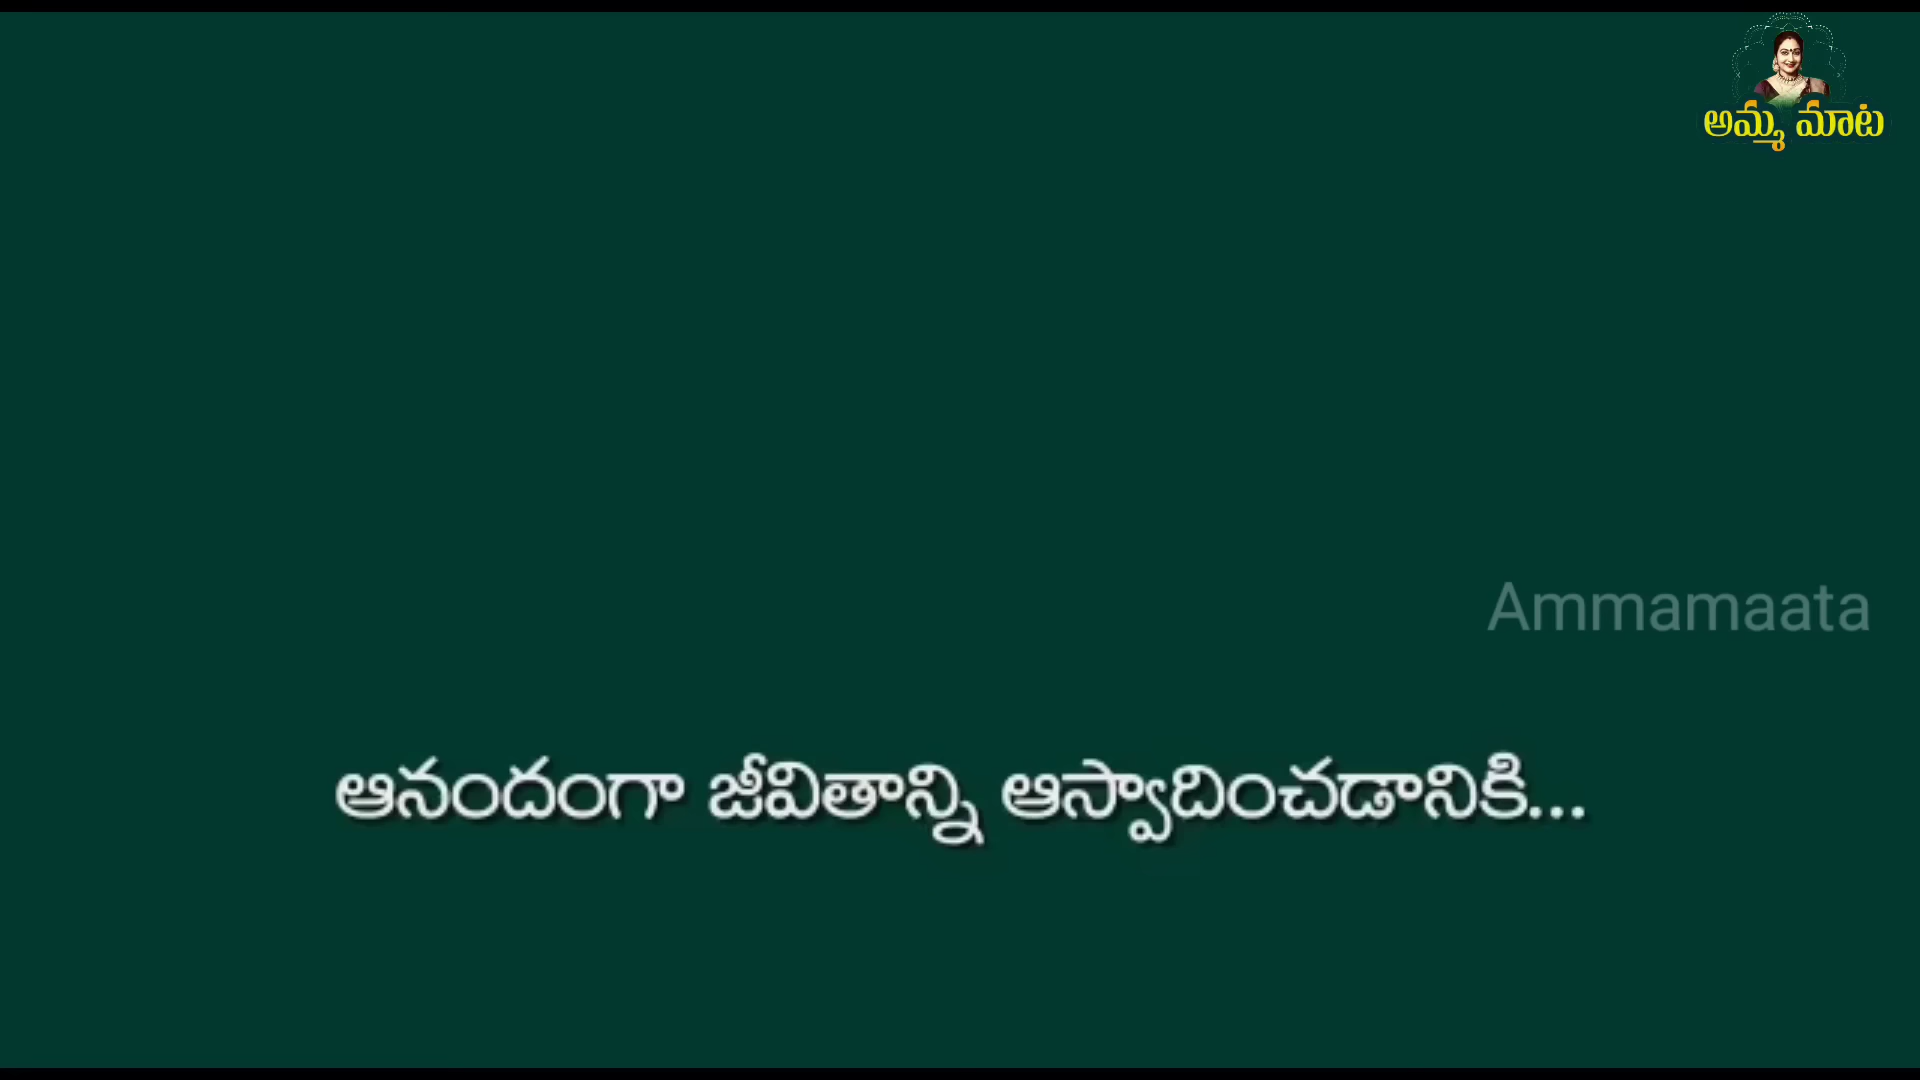 అమ్మ మాట
Ammamaata
ఆనందంగా జీవితాన్ని ఆస్వాదించడానికి...